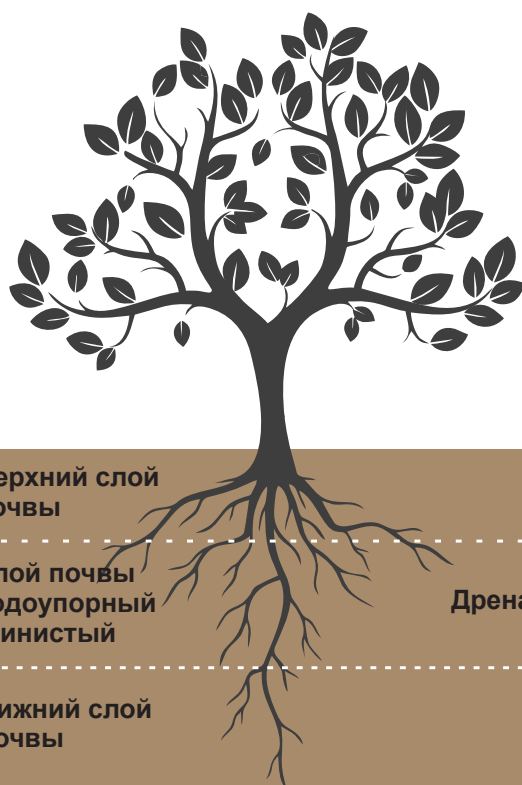 ерхний слой
очвы
лой почвы
одоупорный
инистый
Дрена
ижний слой
очвы